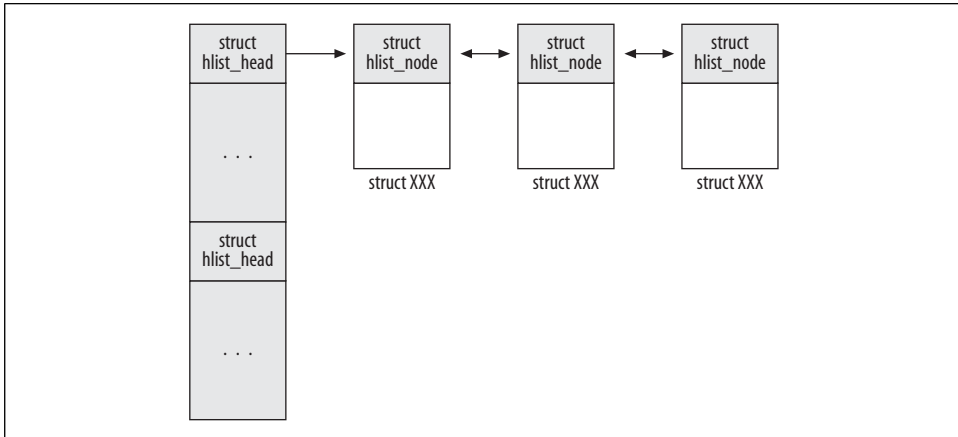 struct
hlist_head
struct
hlist_node
struct
hlist_node
struct
hlist_node
. . .
struct XXX
struct XXX
struct XXX
struct
hlist_head
. . .